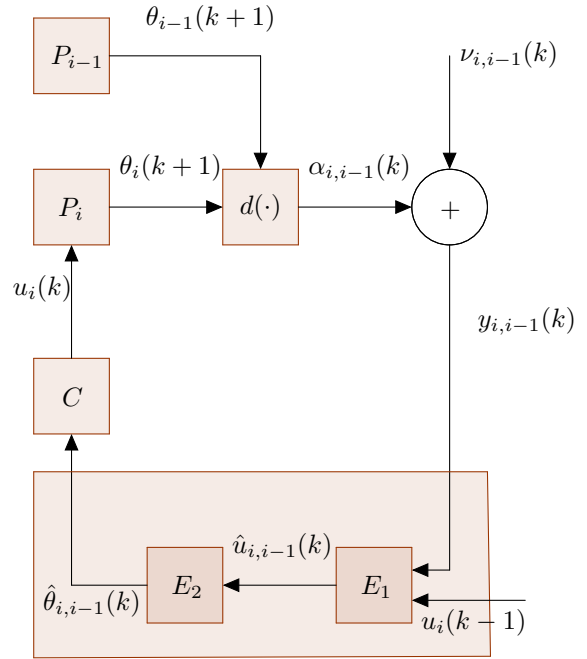 θ_{i−1}(k+1)
P_{i−1}
ν_{i,i−1}(k)
θ_i(k+1)
α_{i,i−1}(k)
P_i
d(·)
+
u_i(k)
y_{i,i−1}(k)
C
û_{i,i−1}(k)
θ̂_{i,i−1}(k)
E_2
E_1
u_i(k−1)